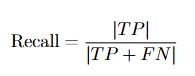 Recall = |TP| / |TP + FN|